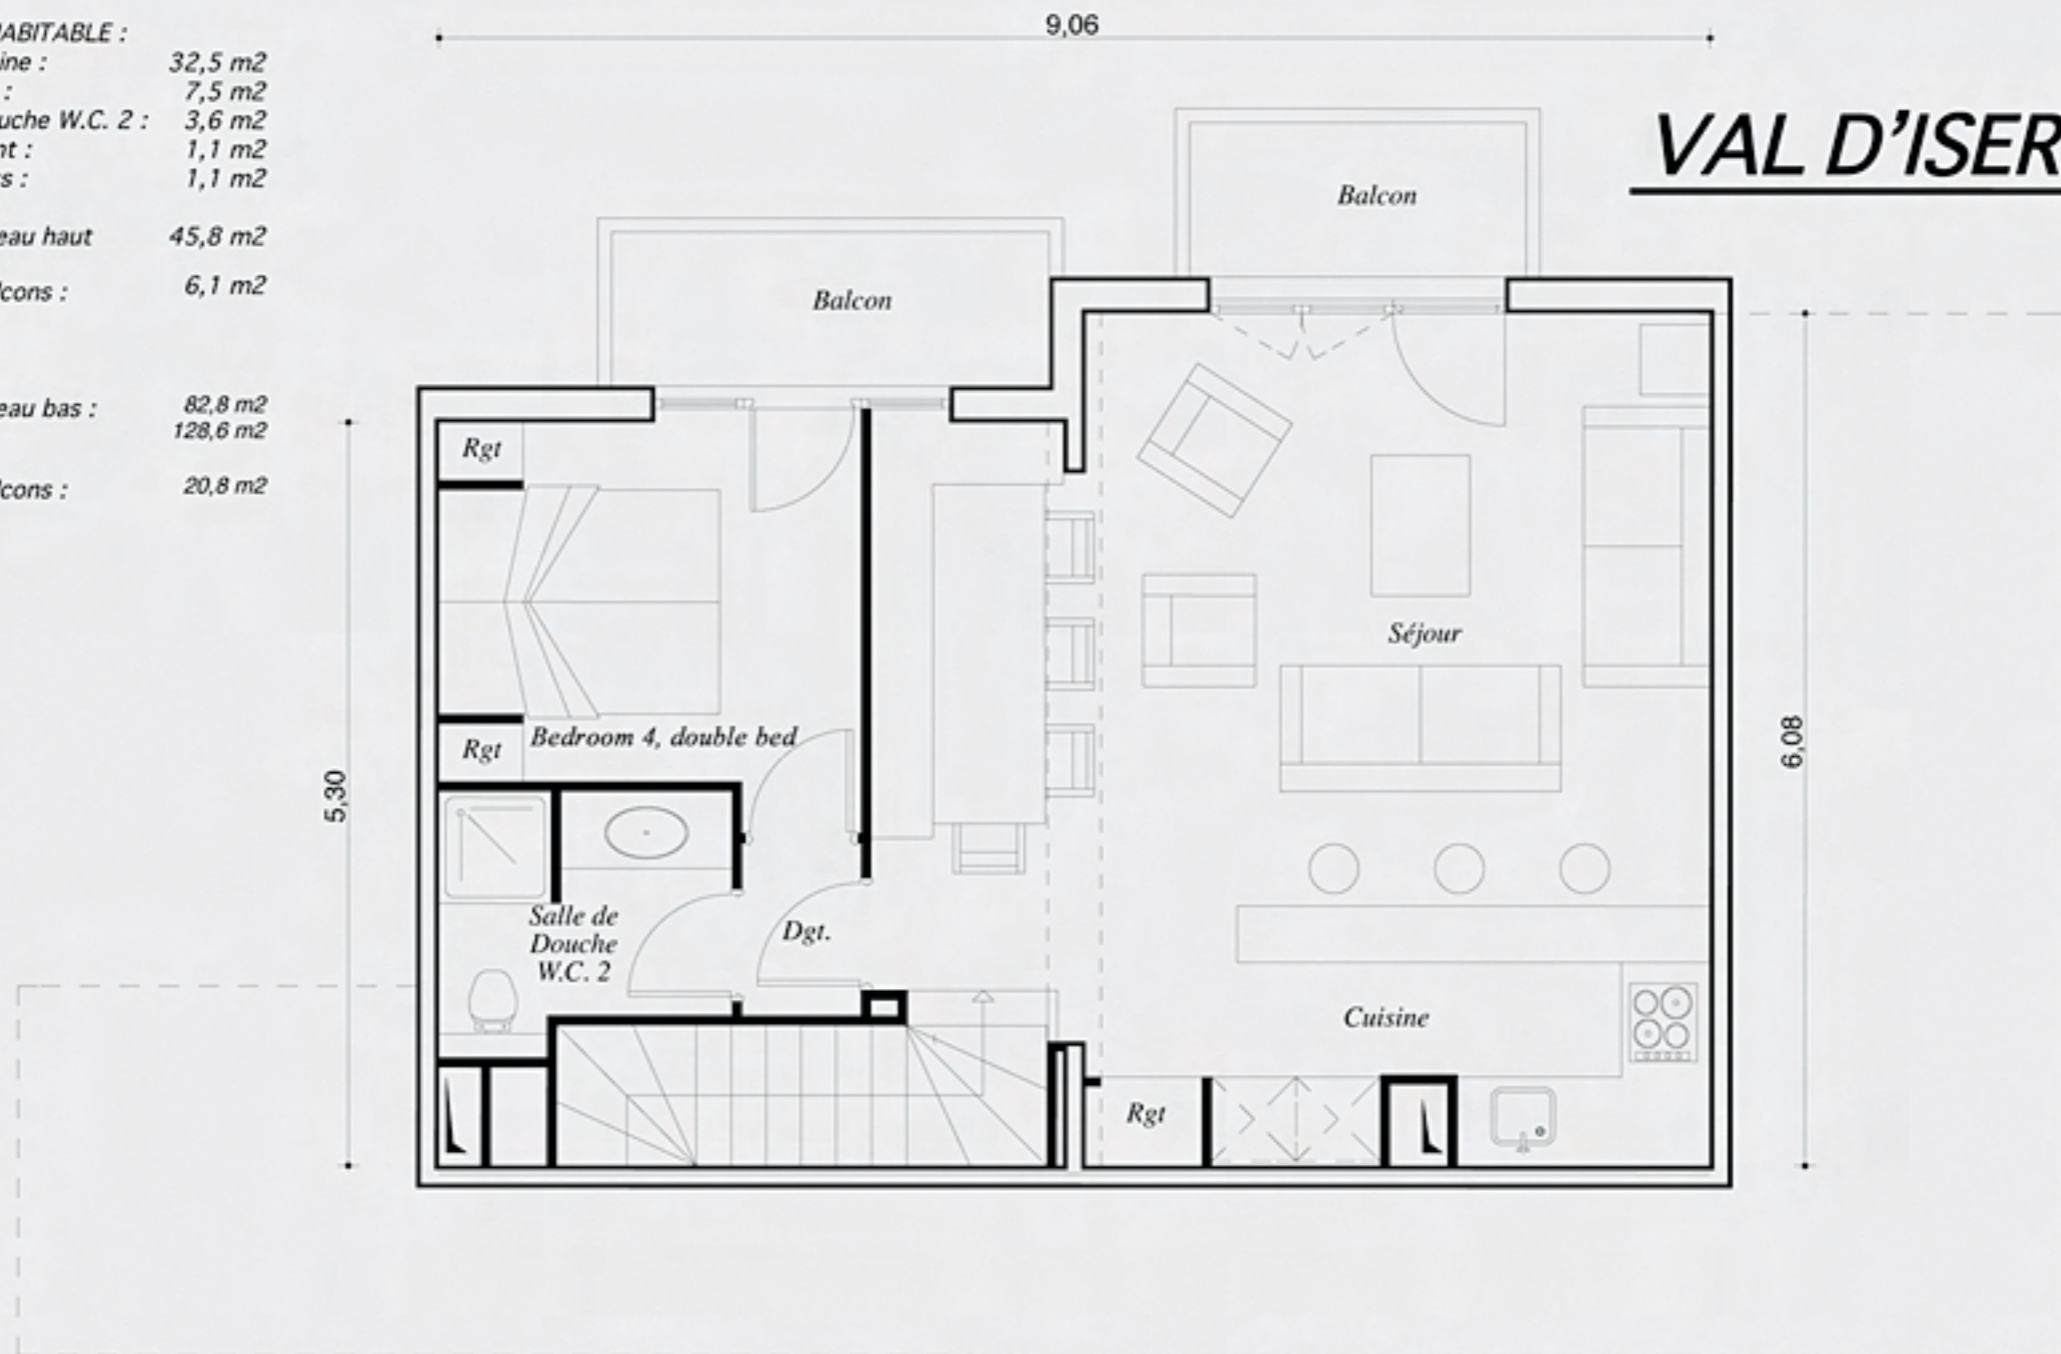 HABITABLE :
ine : 32,5 m2
: 7,5 m2
uche W.C. 2 : 3,6 m2
nt : 1,1 m2
s : 1,1 m2
eau haut 45,8 m2
lcons : 6,1 m2
eau bas : 82,8 m2
128,6 m2
lcons : 20,8 m2
9,06
VAL D'ISER
Balcon
Balcon
Rgt
Séjour
Bedroom 4, double bed
Rgt
5,30
6,08
Salle de
Douche
W.C. 2
Dgt.
Cuisine
Rgt